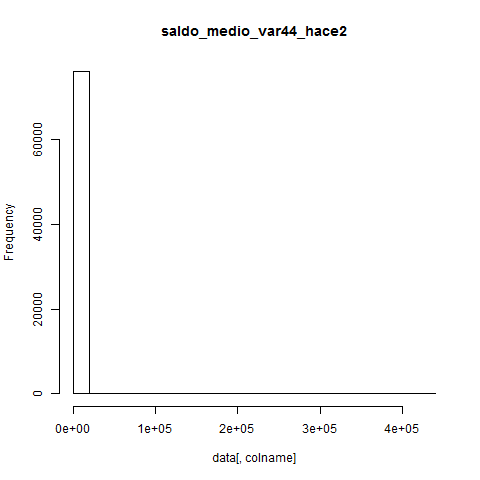 saldo_medio_var44_hace2
Frequency
60000
40000
20000
0
0e+00 1e+05 2e+05 3e+05 4e+05
data[, colname]